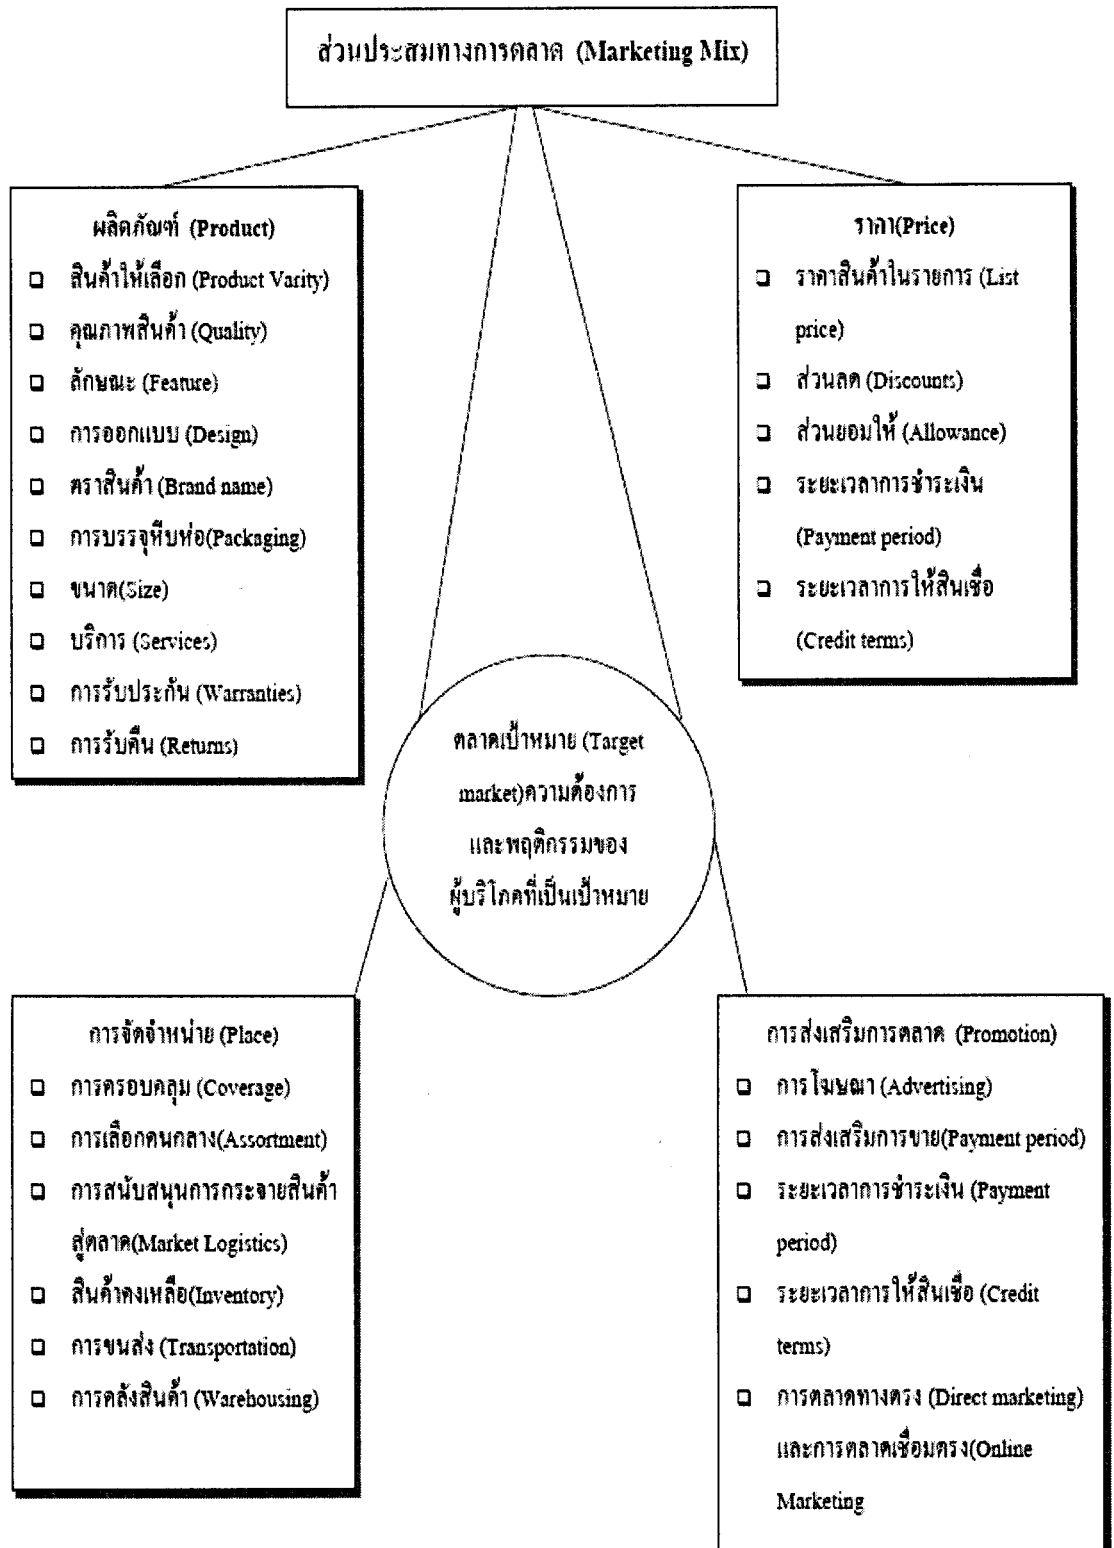 ส่วนประสมทางการตลาด (Marketing Mix)
ผลิตภัณฑ์ (Product)
สินค้าให้เลือก (Product Varity)
คุณภาพสินค้า (Quality)
ลักษณะ (Feature)
การออกแบบ (Design)
ตราสินค้า (Brand name)
การบรรจุหีบห่อ(Packaging)
ขนาด(Size)
บริการ (Services)
การรับประกัน (Warranties)
การรับคืน (Returns)
ราคา(Price)
ราคาสินค้าในรายการ (List
price)
ส่วนลด (Discounts)
ส่วนยอมให้ (Allowance)
ระยะเวลาการชำระเงิน
(Payment period)
ระยะเวลาการให้สินเชื่อ
(Credit terms)
ตลาดเป้าหมาย (Target
market)ความต้องการ
และพฤติกรรมของ
ผู้บริโภคที่เป็นเป้าหมาย
การจัดจำหน่าย (Place)
การครอบคลุม (Coverage)
การเลือกคนกลาง(Assortment)
การสนับสนุนการกระจายสินค้า
สู่ตลาด(Market Logistics)
สินค้าคงเหลือ(Inventory)
การขนส่ง (Transportation)
การคลังสินค้า (Warehousing)
การส่งเสริมการตลาด (Promotion)
การโฆษณา (Advertising)
การส่งเสริมการขาย(Payment period)
ระยะเวลาการชำระเงิน (Payment
period)
ระยะเวลาการให้สินเชื่อ (Credit
terms)
การตลาดทางตรง (Direct marketing)
และการตลาดเชื่อมตรง(Online
Marketing